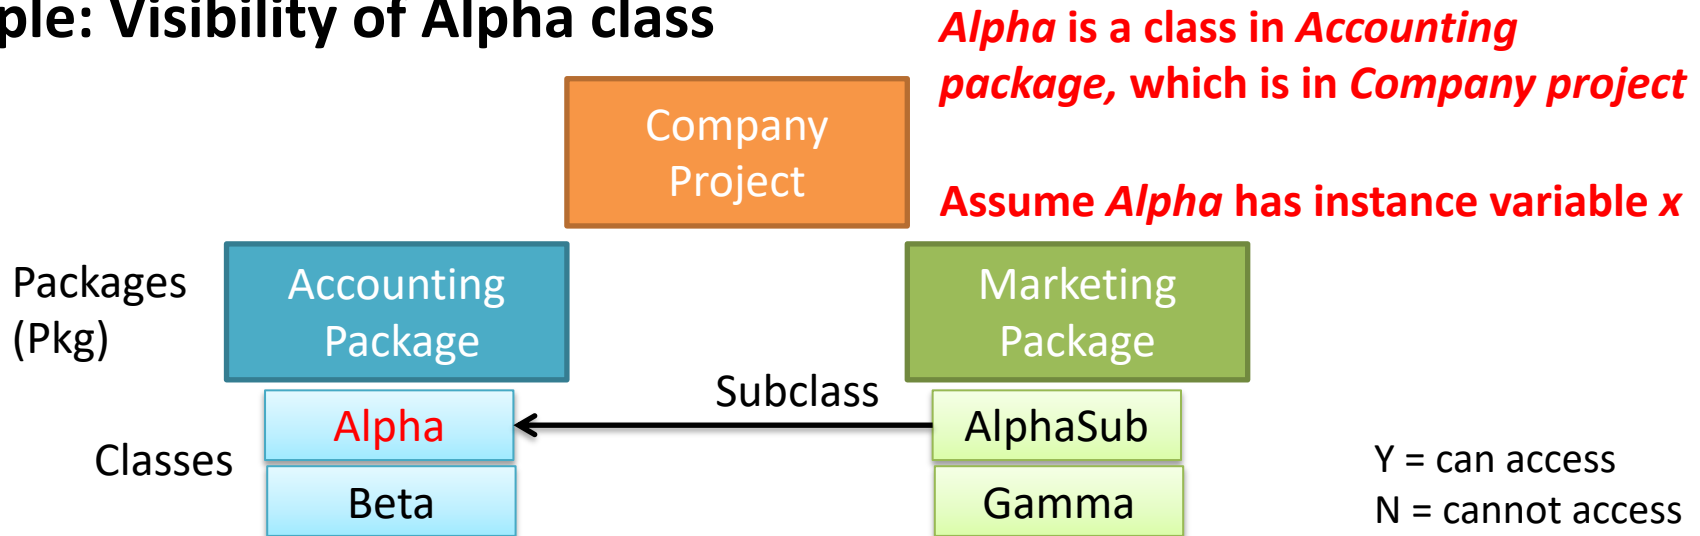 ple: Visibility of Alpha class
Alpha is a class in Accounting
package, which is in Company project
Company
Project
Assume Alpha has instance variable x
Packages
(Pkg)
Accounting
Package
Marketing
Package
Subclass
Alpha
AlphaSub
Classes
Beta
Gamma
Y = can access
N = cannot access